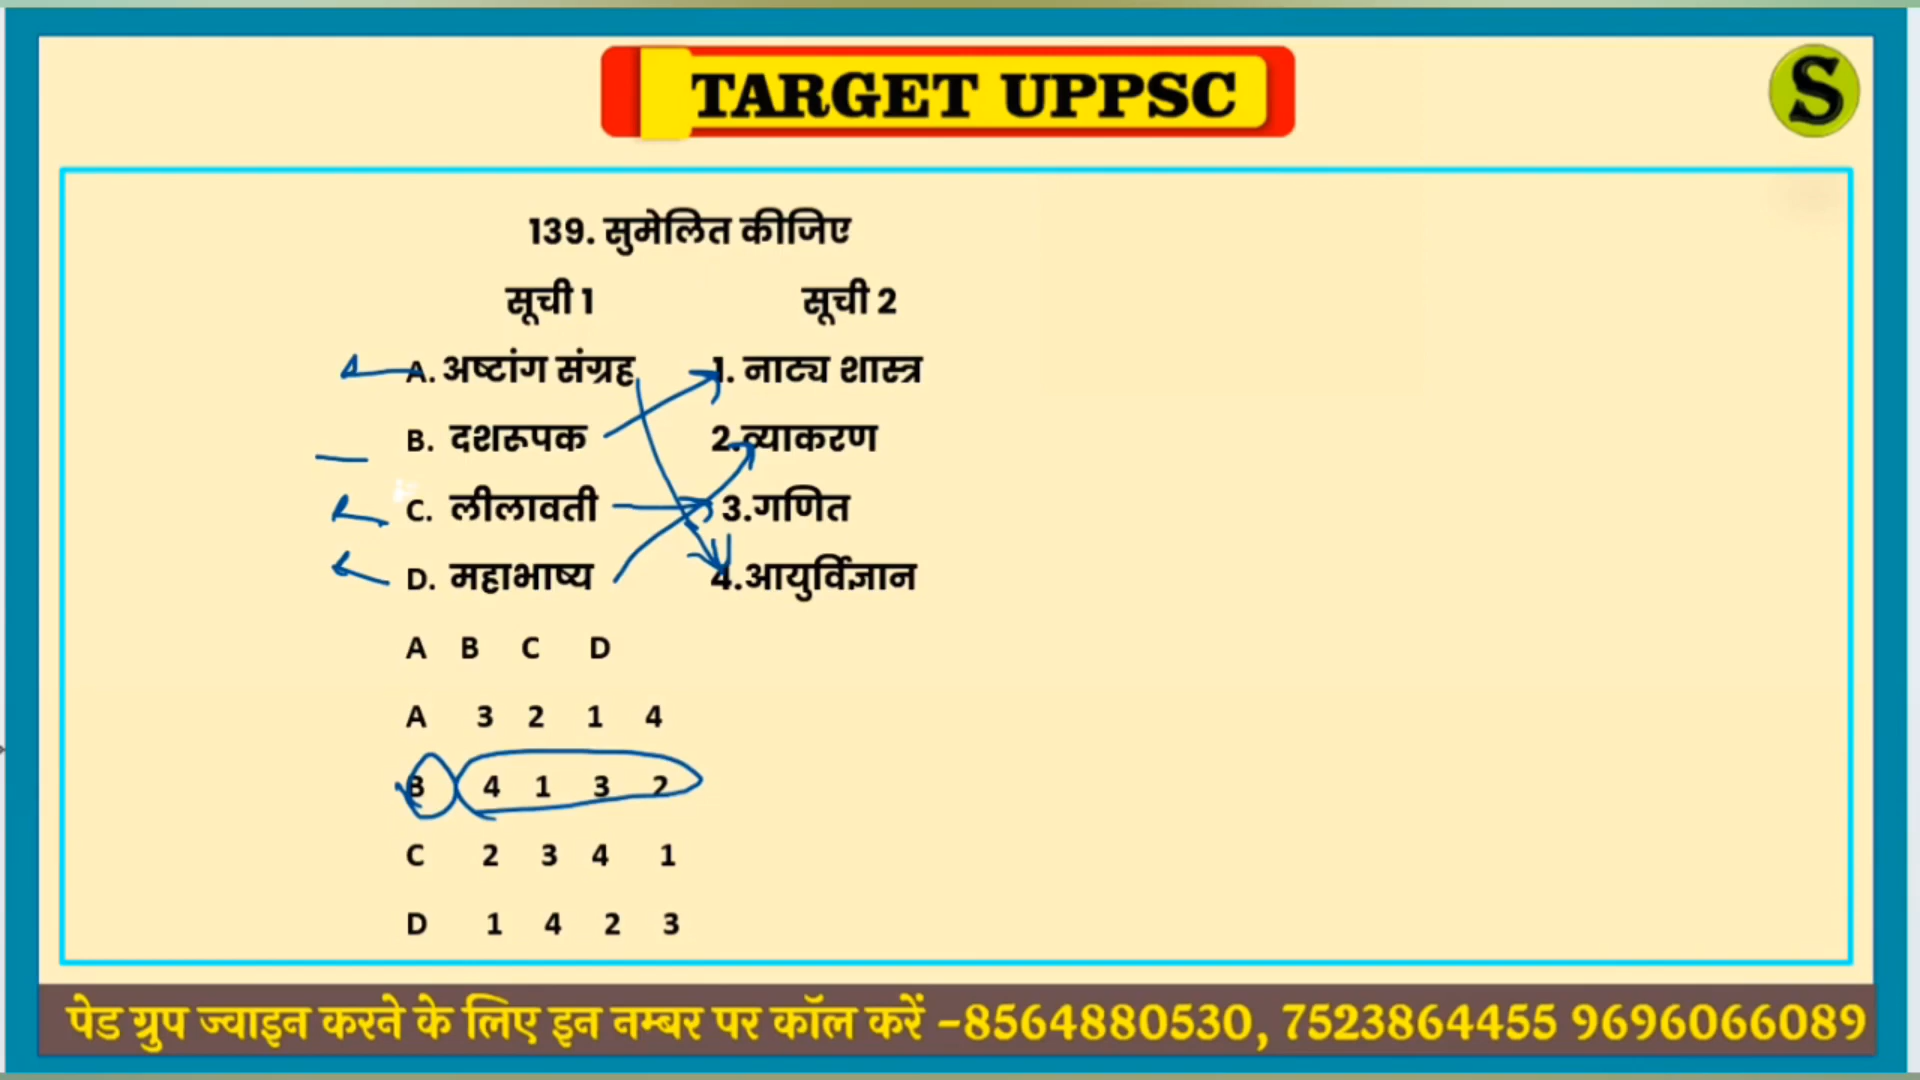 TARGET UPPSC
S
139. सुमेलित कीजिए
सूची 1 सूची 2
A. अष्टांग संग्रह 1. नाट्य शास्त्र
B. दशरूपक 2.व्याकरण
C. लीलावती 3.गणित
D. महाभाष्य 4.आयुर्विज्ञान
A B C D
A 3 2 1 4
B 4 1 3 2
C 2 3 4 1
D 1 4 2 3
पेड ग्रुप ज्वाइन करने के लिए इन नम्बर पर कॉल करें -8564880530, 7523864455 9696066089